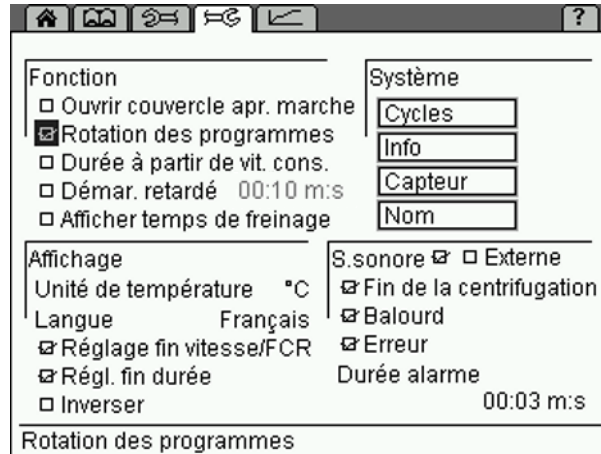 ?
Fonction
Ouvrir couvercle apr. marche
Rotation des programmes
Durée à partir de vit. cons.
Démar. retardé 00:10 m:s
Afficher temps de freinage
Système
Cycles
Info
Capteur
Nom
Affichage
Unité de température °C
Langue Français
Réglage fin vitesse/FCR
Régl. fin durée
Inverser
S.sonore Externe
Fin de la centrifugation
Balourd
Erreur
Durée alarme
00:03 m:s
Rotation des programmes